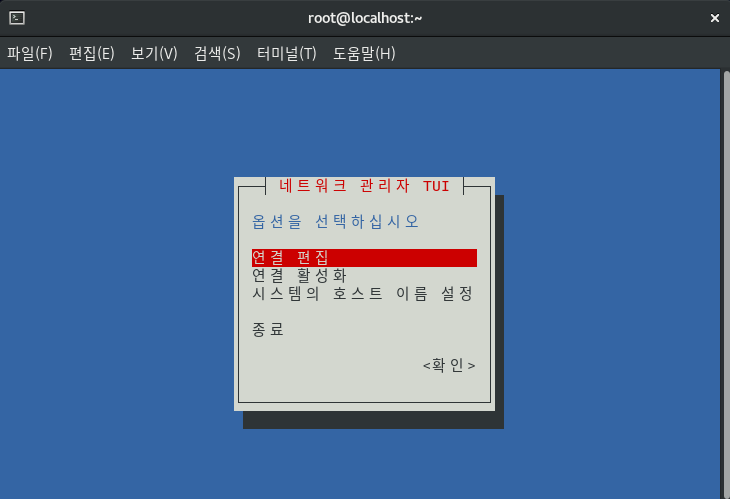 root@localhost:~
파일(F) 편집(E) 보기(V) 검색(S) 터미널(T) 도움말(H)
네트워크 관리자 TUI
옵션을 선택하십시오
연결 편집
연결 활성화
시스템의 호스트 이름 설정
종료
<확인>